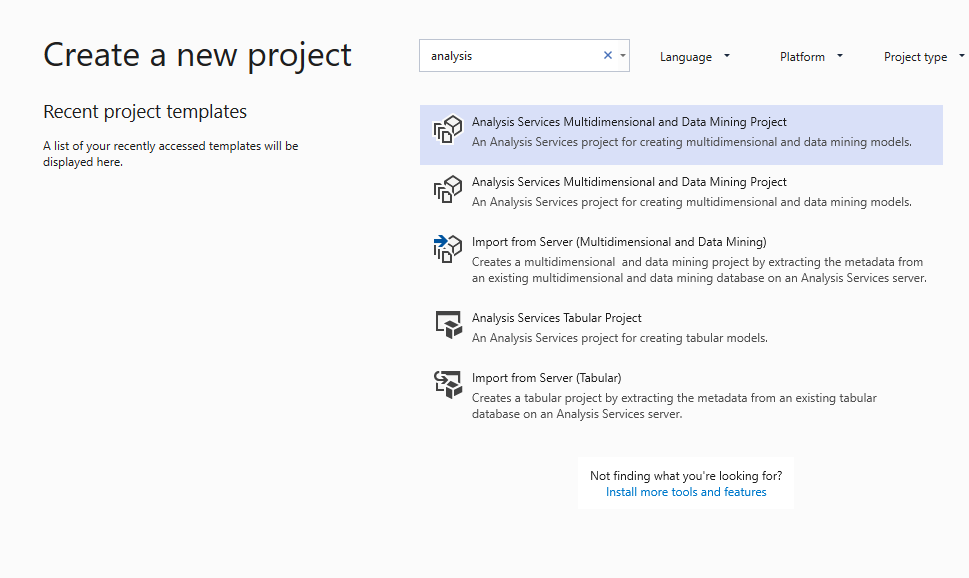 Create a new project
analysis
Language
Platform
Project type
Recent project templates
A list of your recently accessed templates will be
displayed here.
Analysis Services Multidimensional and Data Mining Project
An Analysis Services project for creating multidimensional and data mining models.
Analysis Services Multidimensional and Data Mining Project
An Analysis Services project for creating multidimensional and data mining models.
Import from Server (Multidimensional and Data Mining)
Creates a multidimensional  and data mining project by extracting the metadata from
an existing multidimensional and data mining database on an Analysis Services server.
Analysis Services Tabular Project
An Analysis Services project for creating tabular models.
Import from Server (Tabular)
Creates a tabular project by extracting the metadata from an existing tabular
database on an Analysis Services server.
Not finding what you're looking for?
Install more tools and features